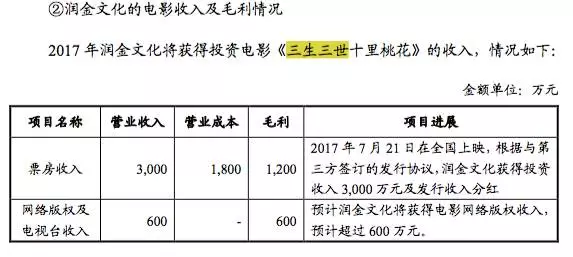 ②润金文化的电影收入及毛利情况
2017 年润金文化将获得投资电影《三生三世十里桃花》的收入，情况如下：
金额单位：万元
项目名称 营业收入 营业成本 毛利 项目进展
票房收入 3,000 1,800 1,200 2017 年 7 月 21 日在全国上映，根据与第
三方签订的发行协议，润金文化获得投资
收入 3,000 万元及发行收入分红
网络版权及
电视台收入 600 - 600 预计润金文化将获得电影网络版权收入，
预计超过 600 万元。